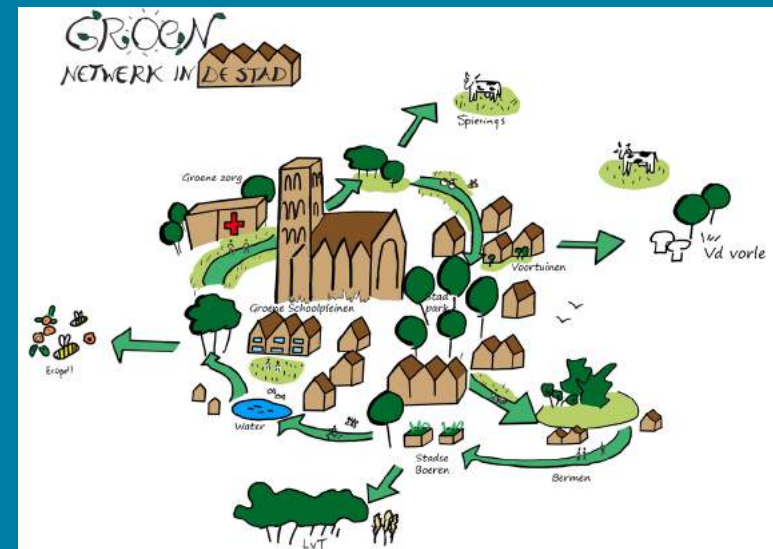 GROEN
NETWERK IN DE STAD
Spierings
Groene zorg
Voortuinen
Vd vorle
Stad
park
Groene Schoolpleinen
Water
Stadse
Boeren
Bermen
LvT